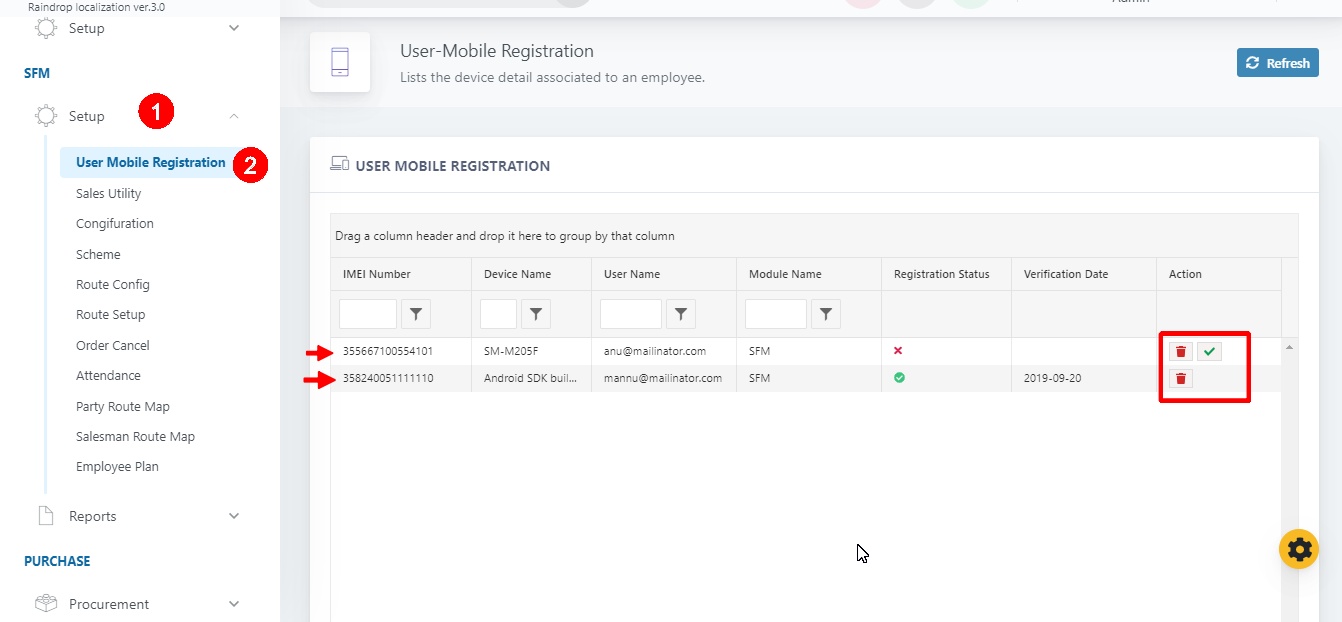 Raindrop localization ver.3.0
Setup
SFM
Setup
1
User Mobile Registration
2
Sales Utility
Congifuration
Scheme
Route Config
Route Setup
Order Cancel
Attendance
Party Route Map
Salesman Route Map
Employee Plan
Reports
PURCHASE
Procurement
Admin
User-Mobile Registration
Lists the device detail associated to an employee.
Refresh
USER MOBILE REGISTRATION
Drag a column header and drop it here to group by that column
IMEI Number Device Name User Name Module Name Registration Status Verification Date Action
355667100554101 SM-M205F anu@mailinator.com SFM
358240051111110 Android SDK buil... mannu@mailinator.com SFM 2019-09-20